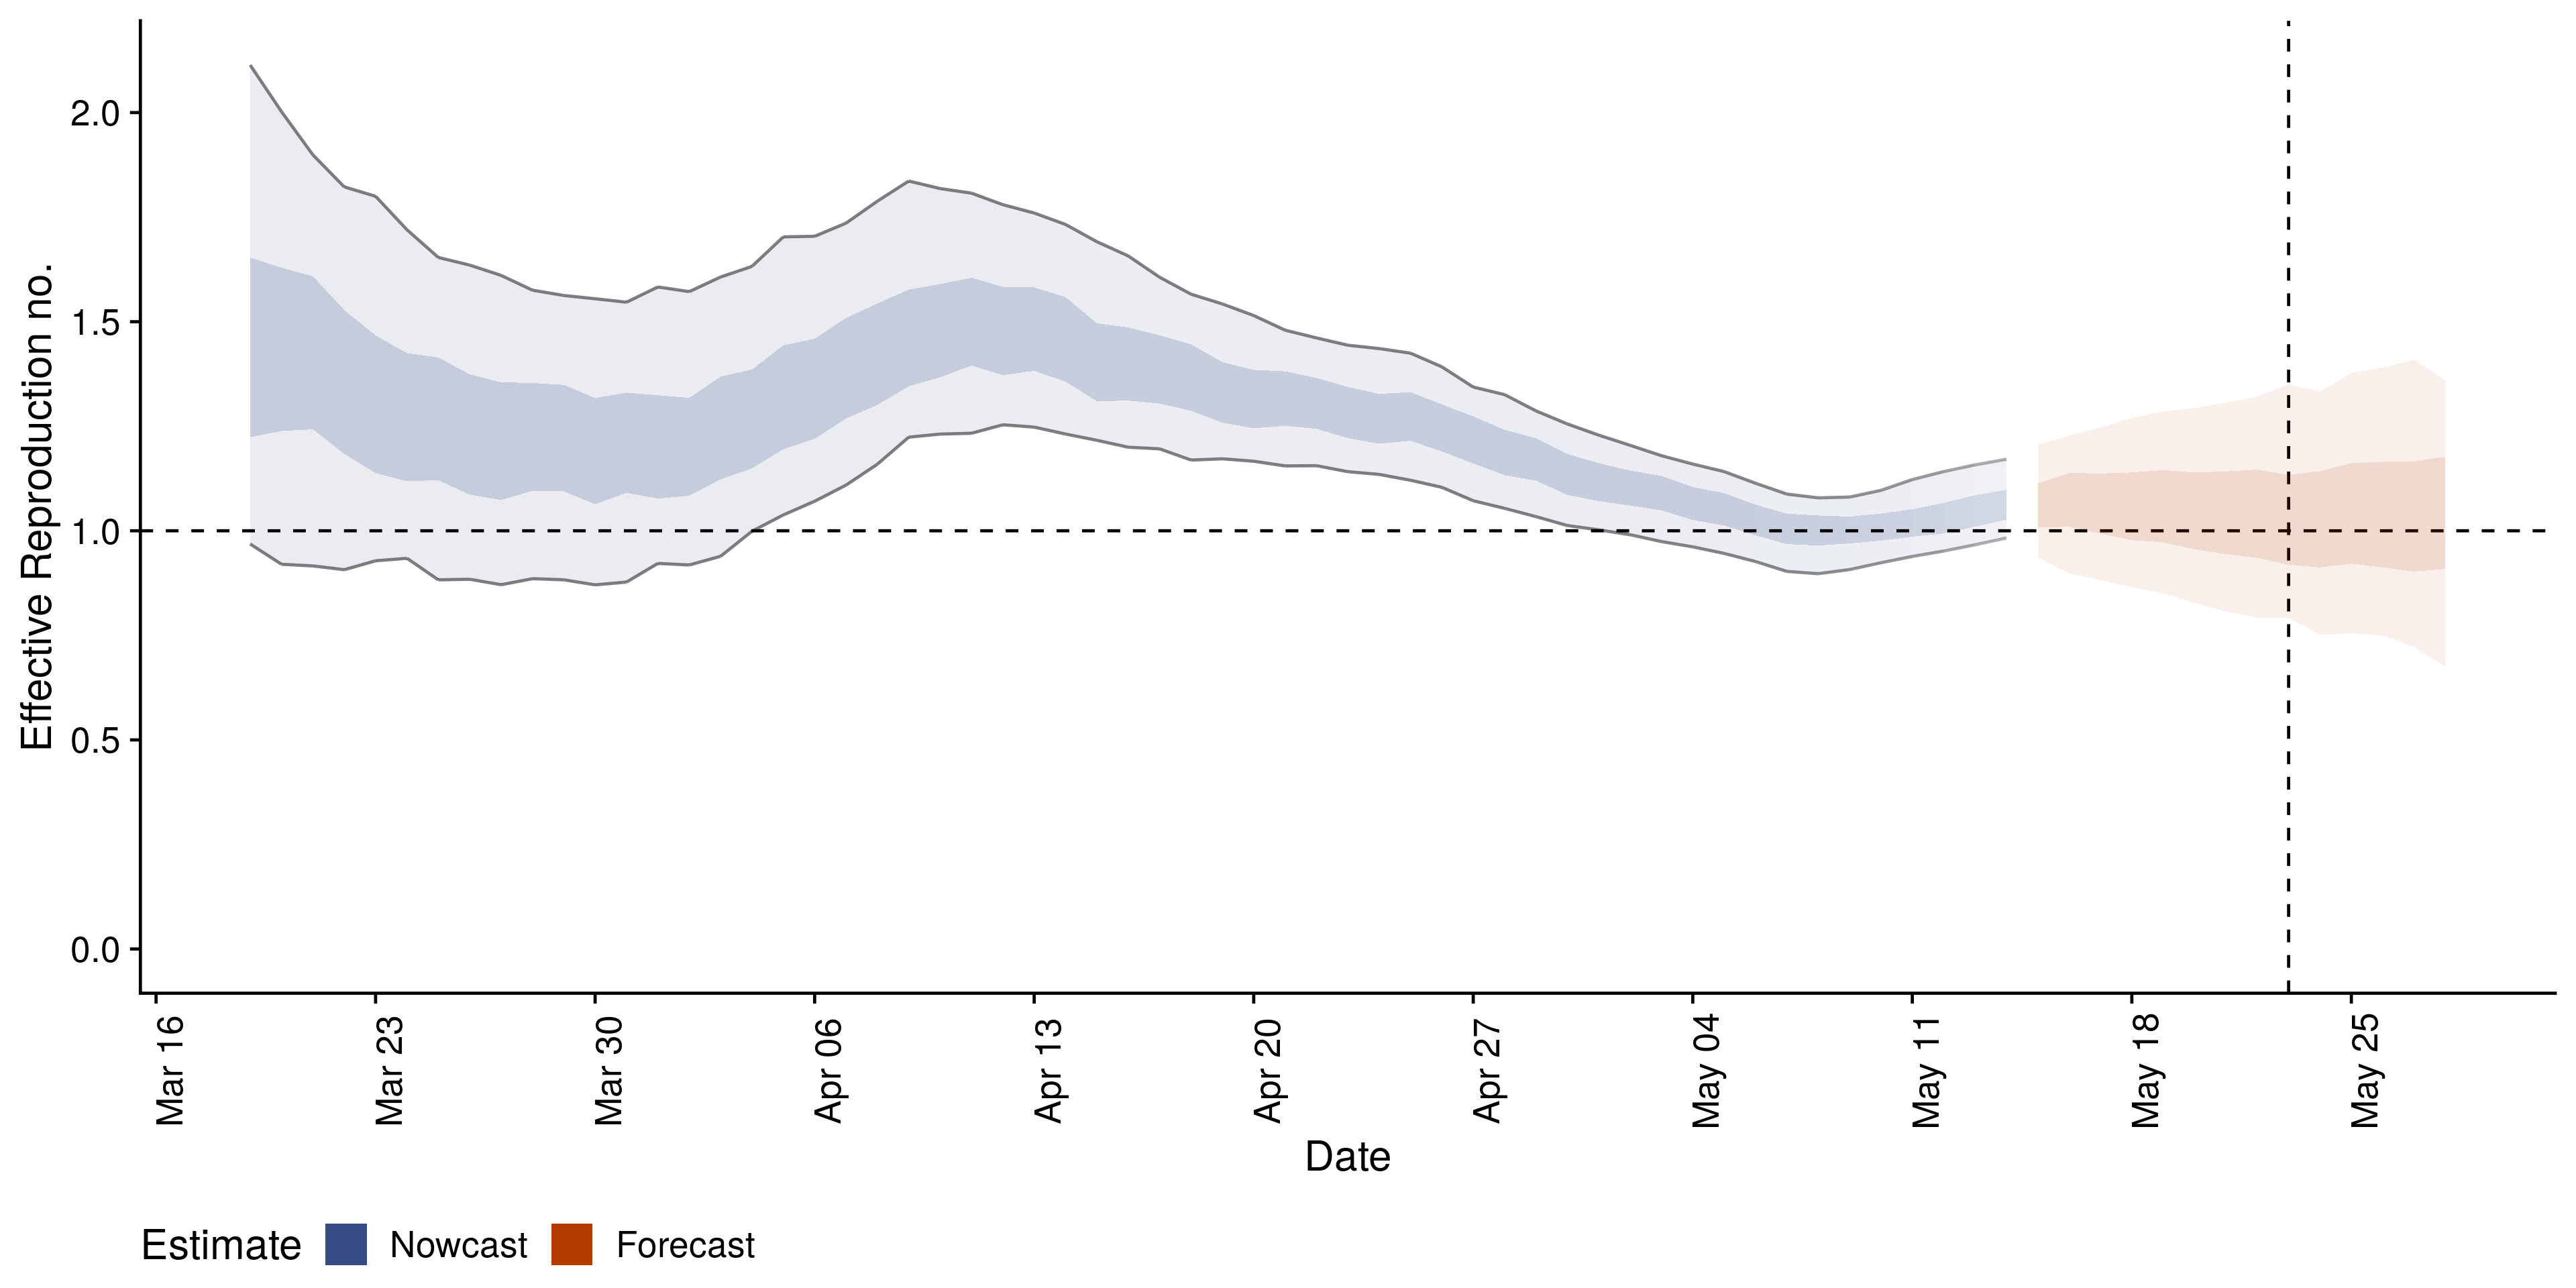 Effective Reproduction no.
2.0
1.5
1.0
0.5
0.0
Mar 16
Mar 23
Mar 30
Apr 06
Apr 13
Apr 20
Apr 27
May 04
May 11
May 18
May 25
Date
Estimate Nowcast Forecast